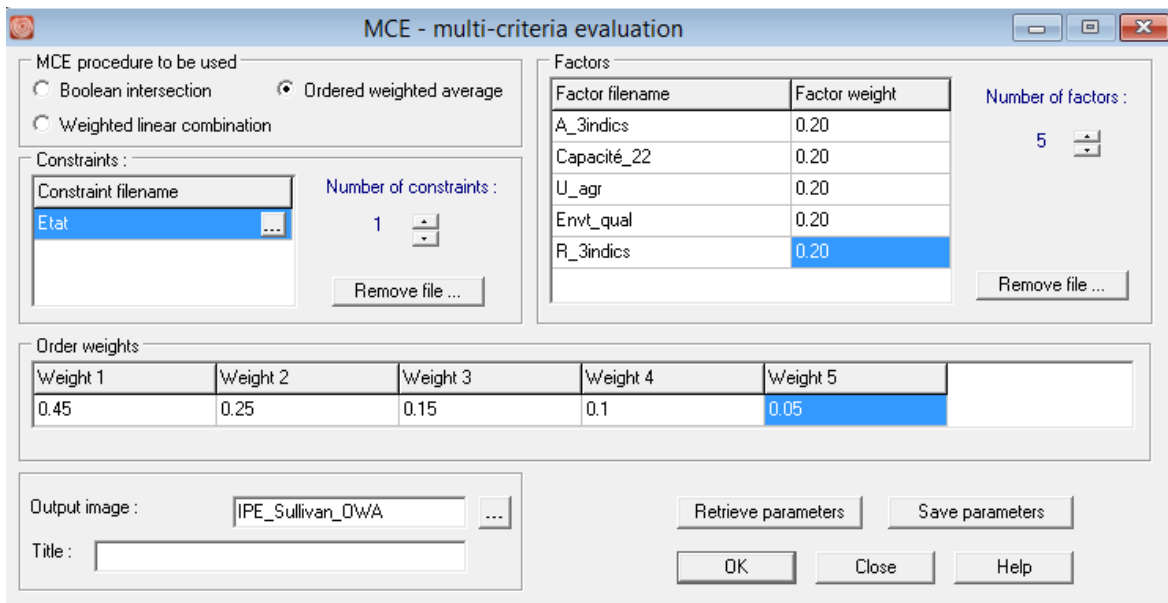 MCE - multi-criteria evaluation
MCE procedure to be used
Boolean intersection
Ordered weighted average
Weighted linear combination
Constraints :
Constraint filename
Etat
...
Number of constraints :
1
Remove file ...
Factors
Factor filename Factor weight
A_3indics 0.20
Capacité_22 0.20
U_agr 0.20
Envt_qual 0.20
R_3indics 0.20
Number of factors :
5
Remove file ...
Order weights
Weight 1 Weight 2 Weight 3 Weight 4 Weight 5
0.45 0.25 0.15 0.1 0.05
Output image : IPE_Sullivan_OWA ...
Title :
Retrieve parameters Save parameters
OK Close Help